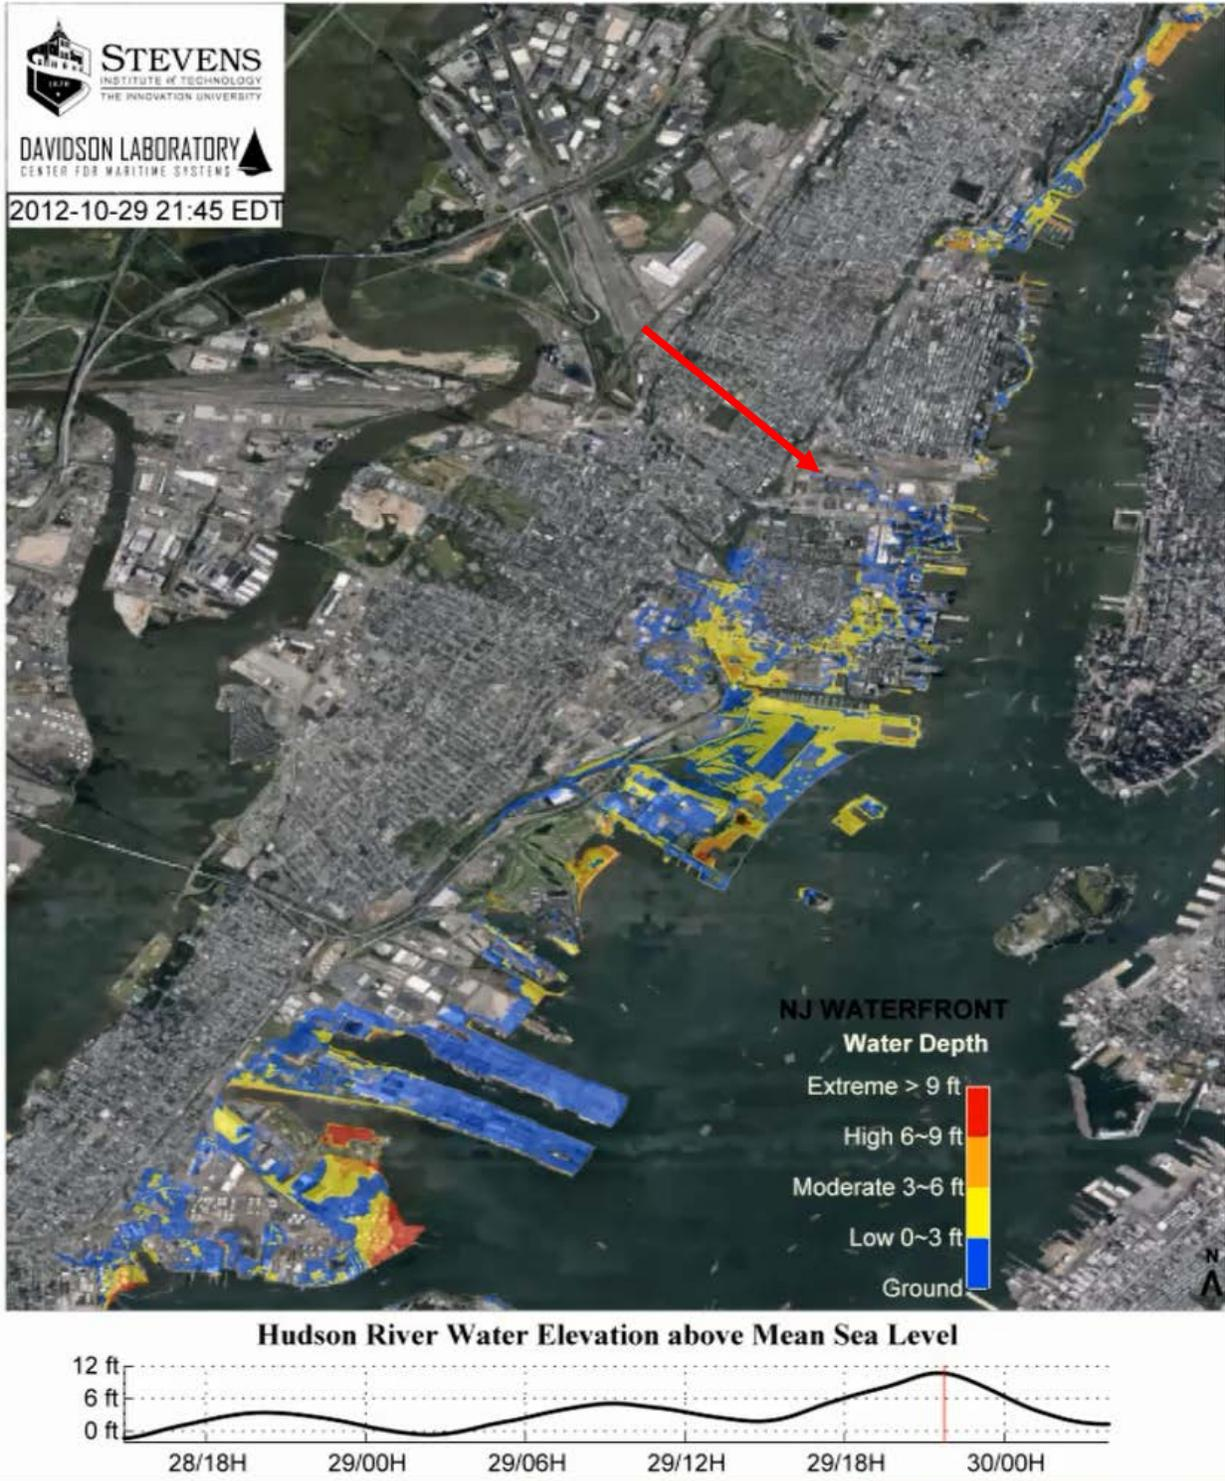 STEVENS
INSTITUTE of TECHNOLOGY
THE INNOVATION UNIVERSITY
1870
DAVIDSON LABORATORY
CENTER FOR MARITIME SYSTEMS
2012-10-29 21:45 EDT
NJ WATERFRONT
Water Depth
Extreme > 9 ft
High 6~9 ft
Moderate 3~6 ft
Low 0~3 ft
Ground
N
Hudson River Water Elevation above Mean Sea Level
12 ft
6 ft
0 ft
28/18H 29/00H 29/06H 29/12H 29/18H 30/00H